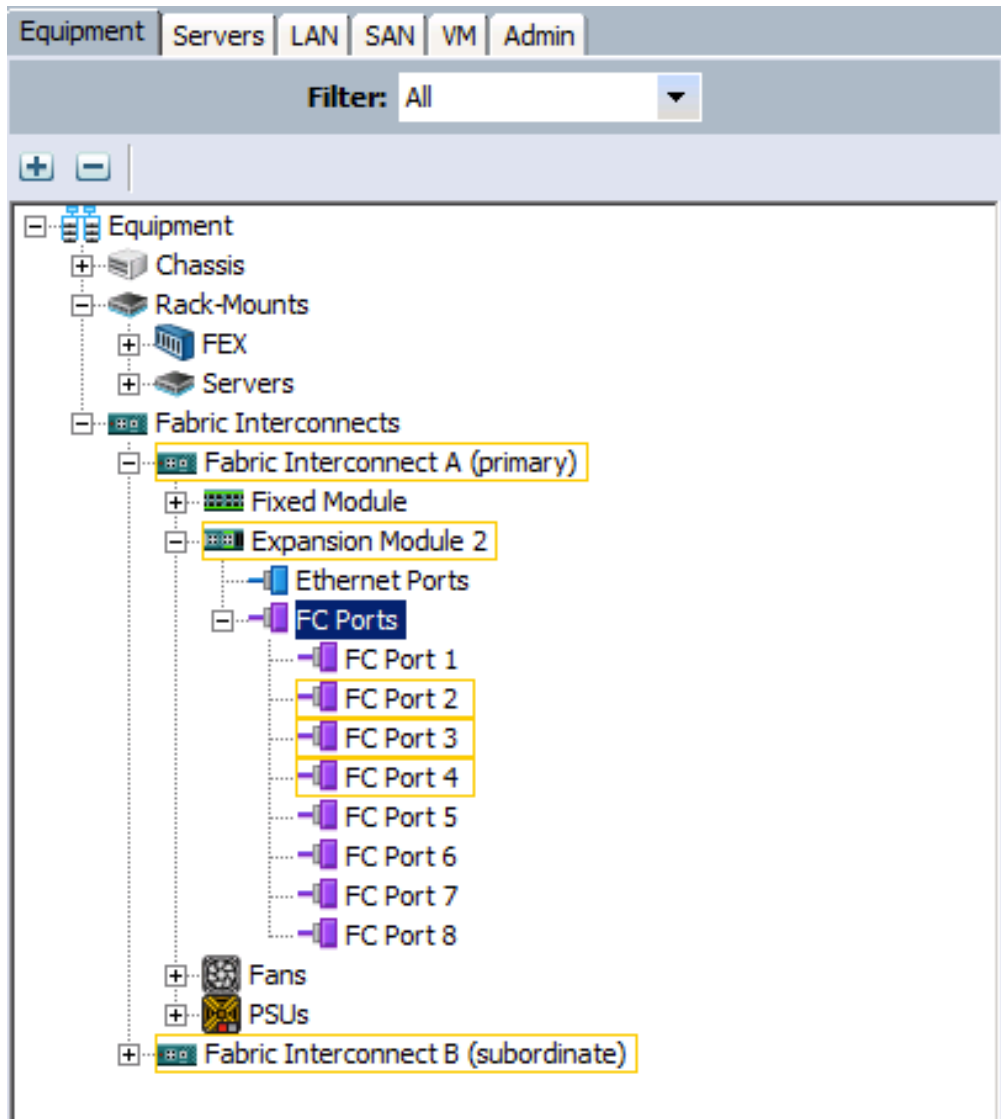 Equipment Servers LAN SAN VM Admin
Filter: All
Equipment
Chassis
Rack-Mounts
FEX
Servers
Fabric Interconnects
Fabric Interconnect A (primary)
Fixed Module
Expansion Module 2
Ethernet Ports
FC Ports
FC Port 1
FC Port 2
FC Port 3
FC Port 4
FC Port 5
FC Port 6
FC Port 7
FC Port 8
Fans
PSUs
Fabric Interconnect B (subordinate)